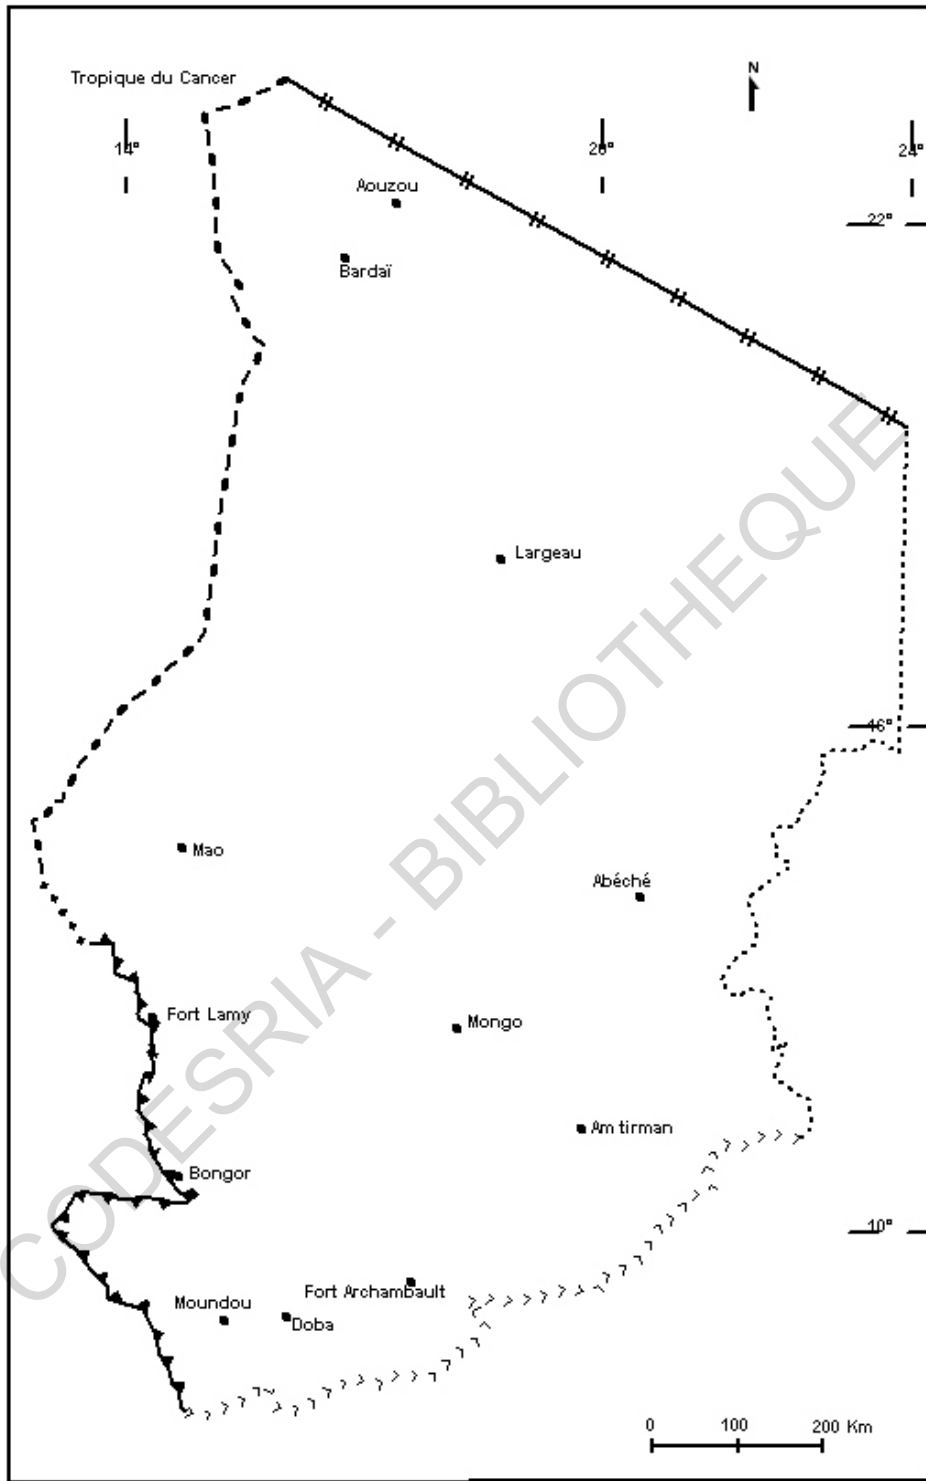 N
Tropique du Cancer
14°
20°
24°
Aouzou
22°
Bardaï
Largeau
16°
Mao
Abéché
Fort Lamy
Mongo
Am timan
Bongor
10°
Fort Archambault
Moundou
Doba
0 100 200 Km
CODESRIA - BIBLIOTHEQUE